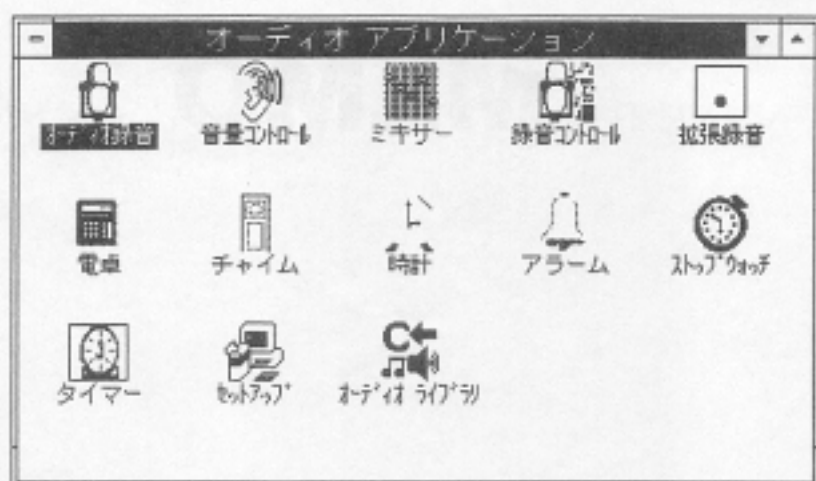 オーディオ アプリケーション
ｵｰﾃﾞｨｵ録音
音量ｺﾝﾄﾛｰﾙ
ミキサー
録音ｺﾝﾄﾛｰﾙ
拡張録音
電卓
チャイム
時計
アラーム
ｽﾄｯﾌﾟｳｫｯﾁ
タイマー
ｾｯﾄｱｯﾌﾟ
ｵｰﾃﾞｨｵ ﾗｲﾌﾞﾗﾘ